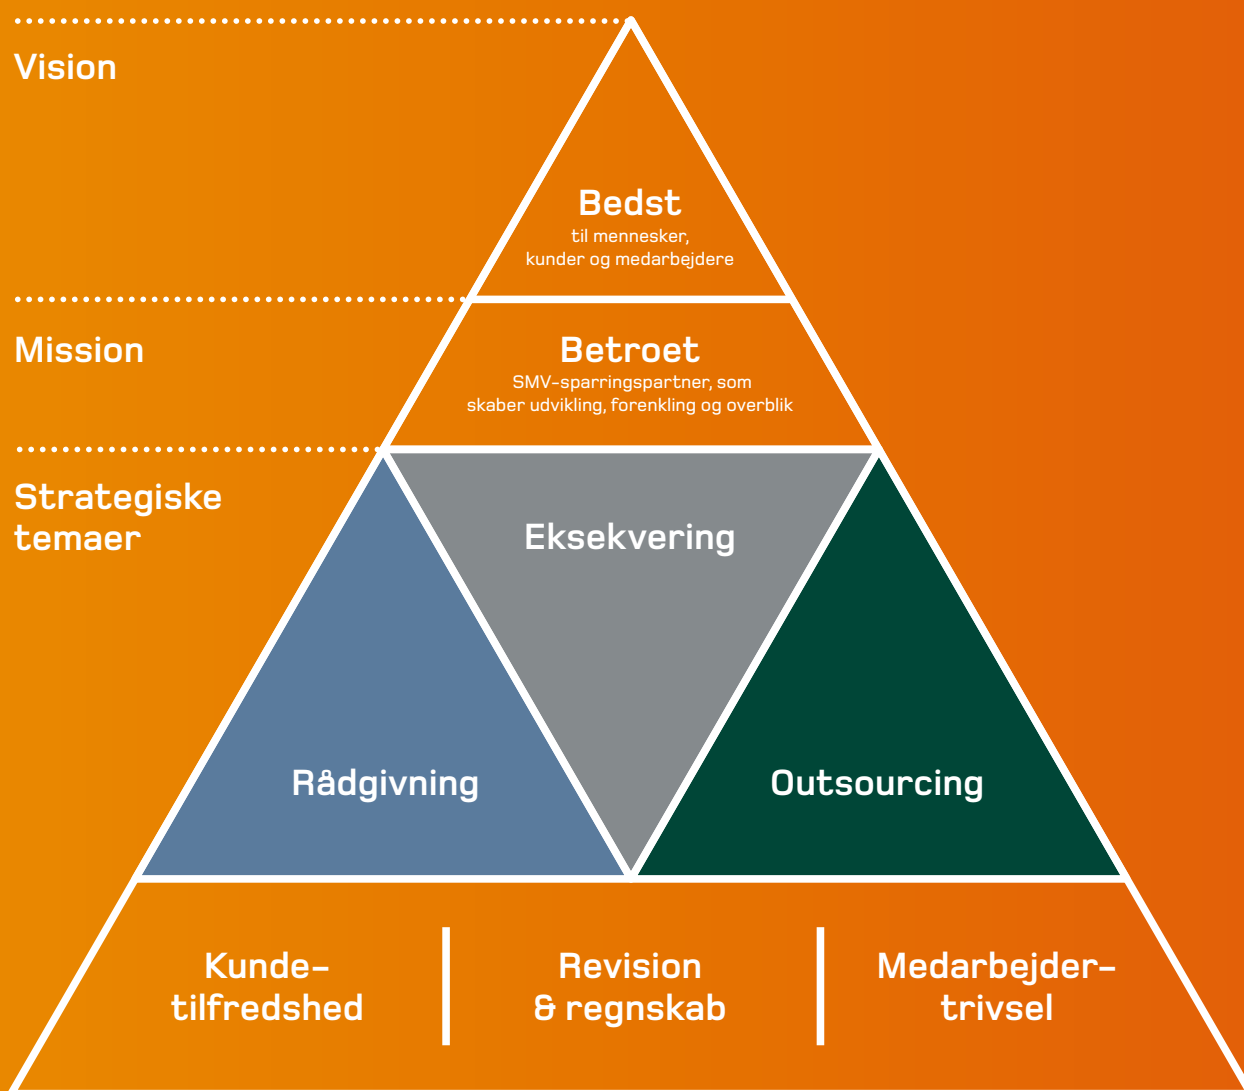 Vision
Bedst
til mennesker,
kunder og medarbejdere
Mission
Betroet
SMV-sparringspartner, som
skaber udvikling, forenkling og overblik
Strategiske
temaer
Eksekvering
Rådgivning
Outsourcing
Kunde-
tilfredshed
Revision
& regnskab
Medarbejder-
trivsel